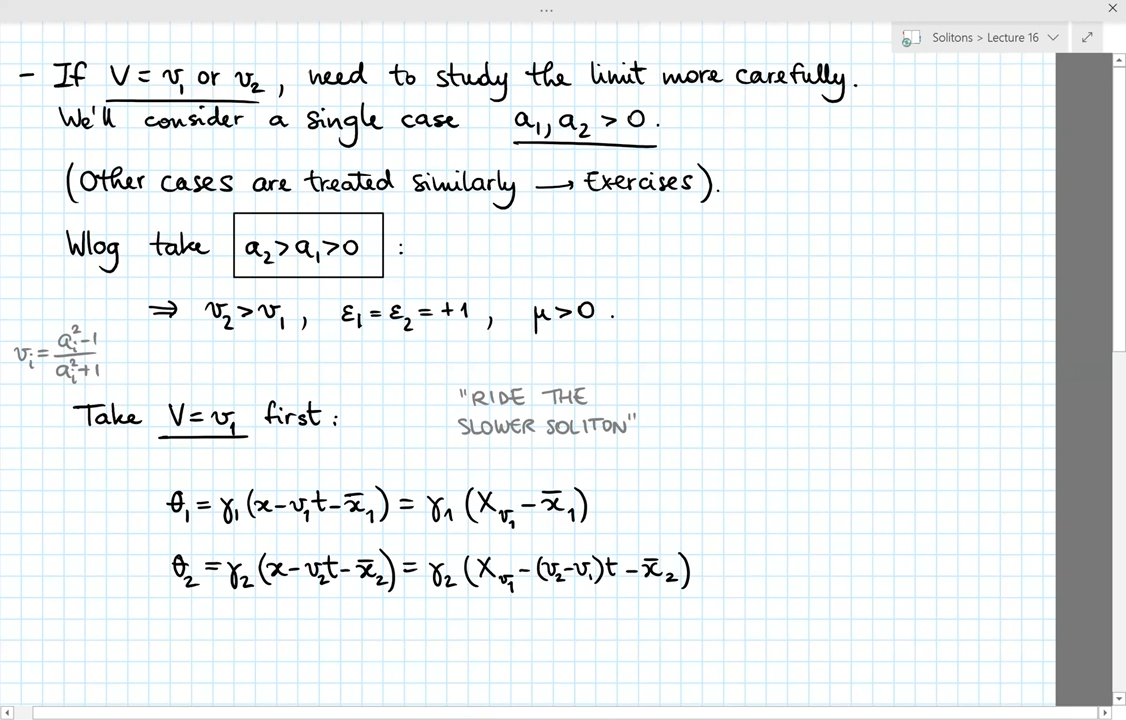 ...
Solitons > Lecture 16
- If V = v₁ or v₂, need to study the limit more carefully.
We'll consider a single case a₁, a₂ > 0.
(Other cases are treated similarly → Exercises).
Wlog take a₂ > a₁ > 0 :
⇒ v₂ > v₁, ε₁ = ε₂ = +1, μ > 0.
vᵢ = (aᵢ² - 1)/(aᵢ² + 1)
Take V = v₁ first:
"RIDE THE
SLOWER SOLITON"
θ₁ = γ₁(x - v₁t - x̄₁) = γ₁(X_{v₁} - x̄₁)
θ₂ = γ₂(x - v₂t - x̄₂) = γ₂(X_{v₁} - (v₂ - v₁)t - x̄₂)